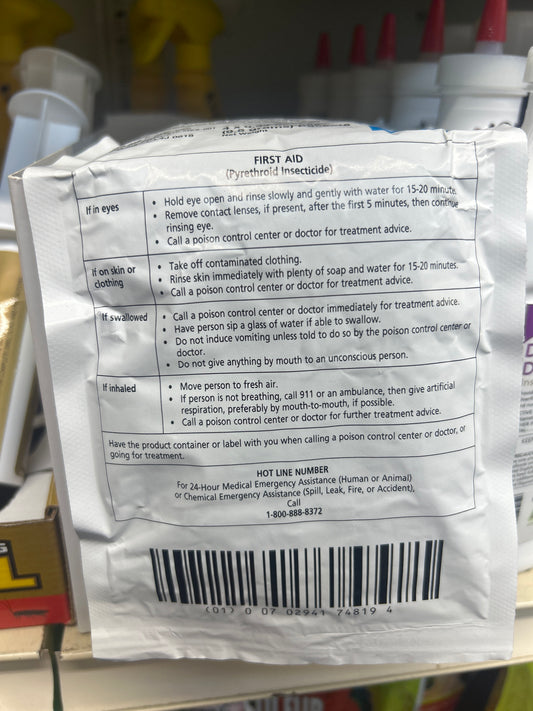 Net Weight
FIRST AID
(Pyrethroid Insecticide)
If in eyes
• Hold eye open and rinse slowly and gently with water for 15-20 minute
• Remove contact lenses, if present, after the first 5 minutes, then continue
rinsing eye.
• Call a poison control center or doctor for treatment advice.
If on skin or
clothing
• Take off contaminated clothing.
• Rinse skin immediately with plenty of soap and water for 15-20 minutes.
• Call a poison control center or doctor for treatment advice.
If swallowed
• Call a poison control center or doctor immediately for treatment advice.
• Have person sip a glass of water if able to swallow.
• Do not induce vomiting unless told to do so by the poison control center or
doctor.
• Do not give anything by mouth to an unconscious person.
If inhaled
• Move person to fresh air.
• If person is not breathing, call 911 or an ambulance, then give artificial
respiration, preferably by mouth-to-mouth, if possible.
• Call a poison control center or doctor for further treatment advice.
Have the product container or label with you when calling a poison control center or doctor, or
going for treatment.
HOT LINE NUMBER
For 24-Hour Medical Emergency Assistance (Human or Animal)
or Chemical Emergency Assistance (Spill, Leak, Fire, or Accident),
Call
1-800-888-8372
(01) 0 07 02941 74819 4